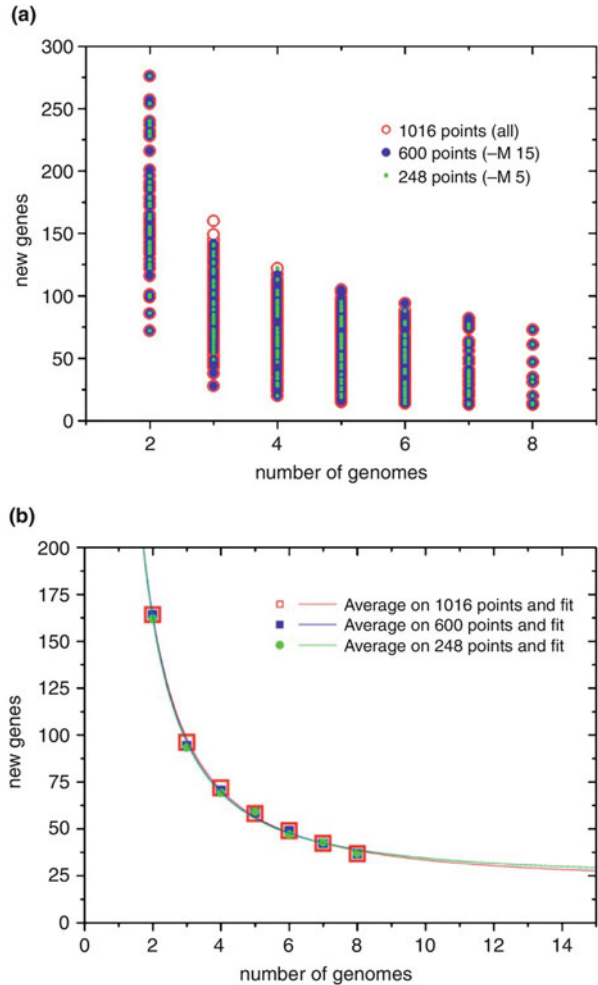 (a)
300
250
200
150
100
50
0
new genes
1016 points (all)
600 points (–M 15)
248 points (–M 5)
2 3 4 5 6 7 8
number of genomes
(b)
200
175
150
125
100
75
50
25
0
new genes
Average on 1016 points and fit
Average on 600 points and fit
Average on 248 points and fit
0 2 4 6 8 10 12 14
number of genomes